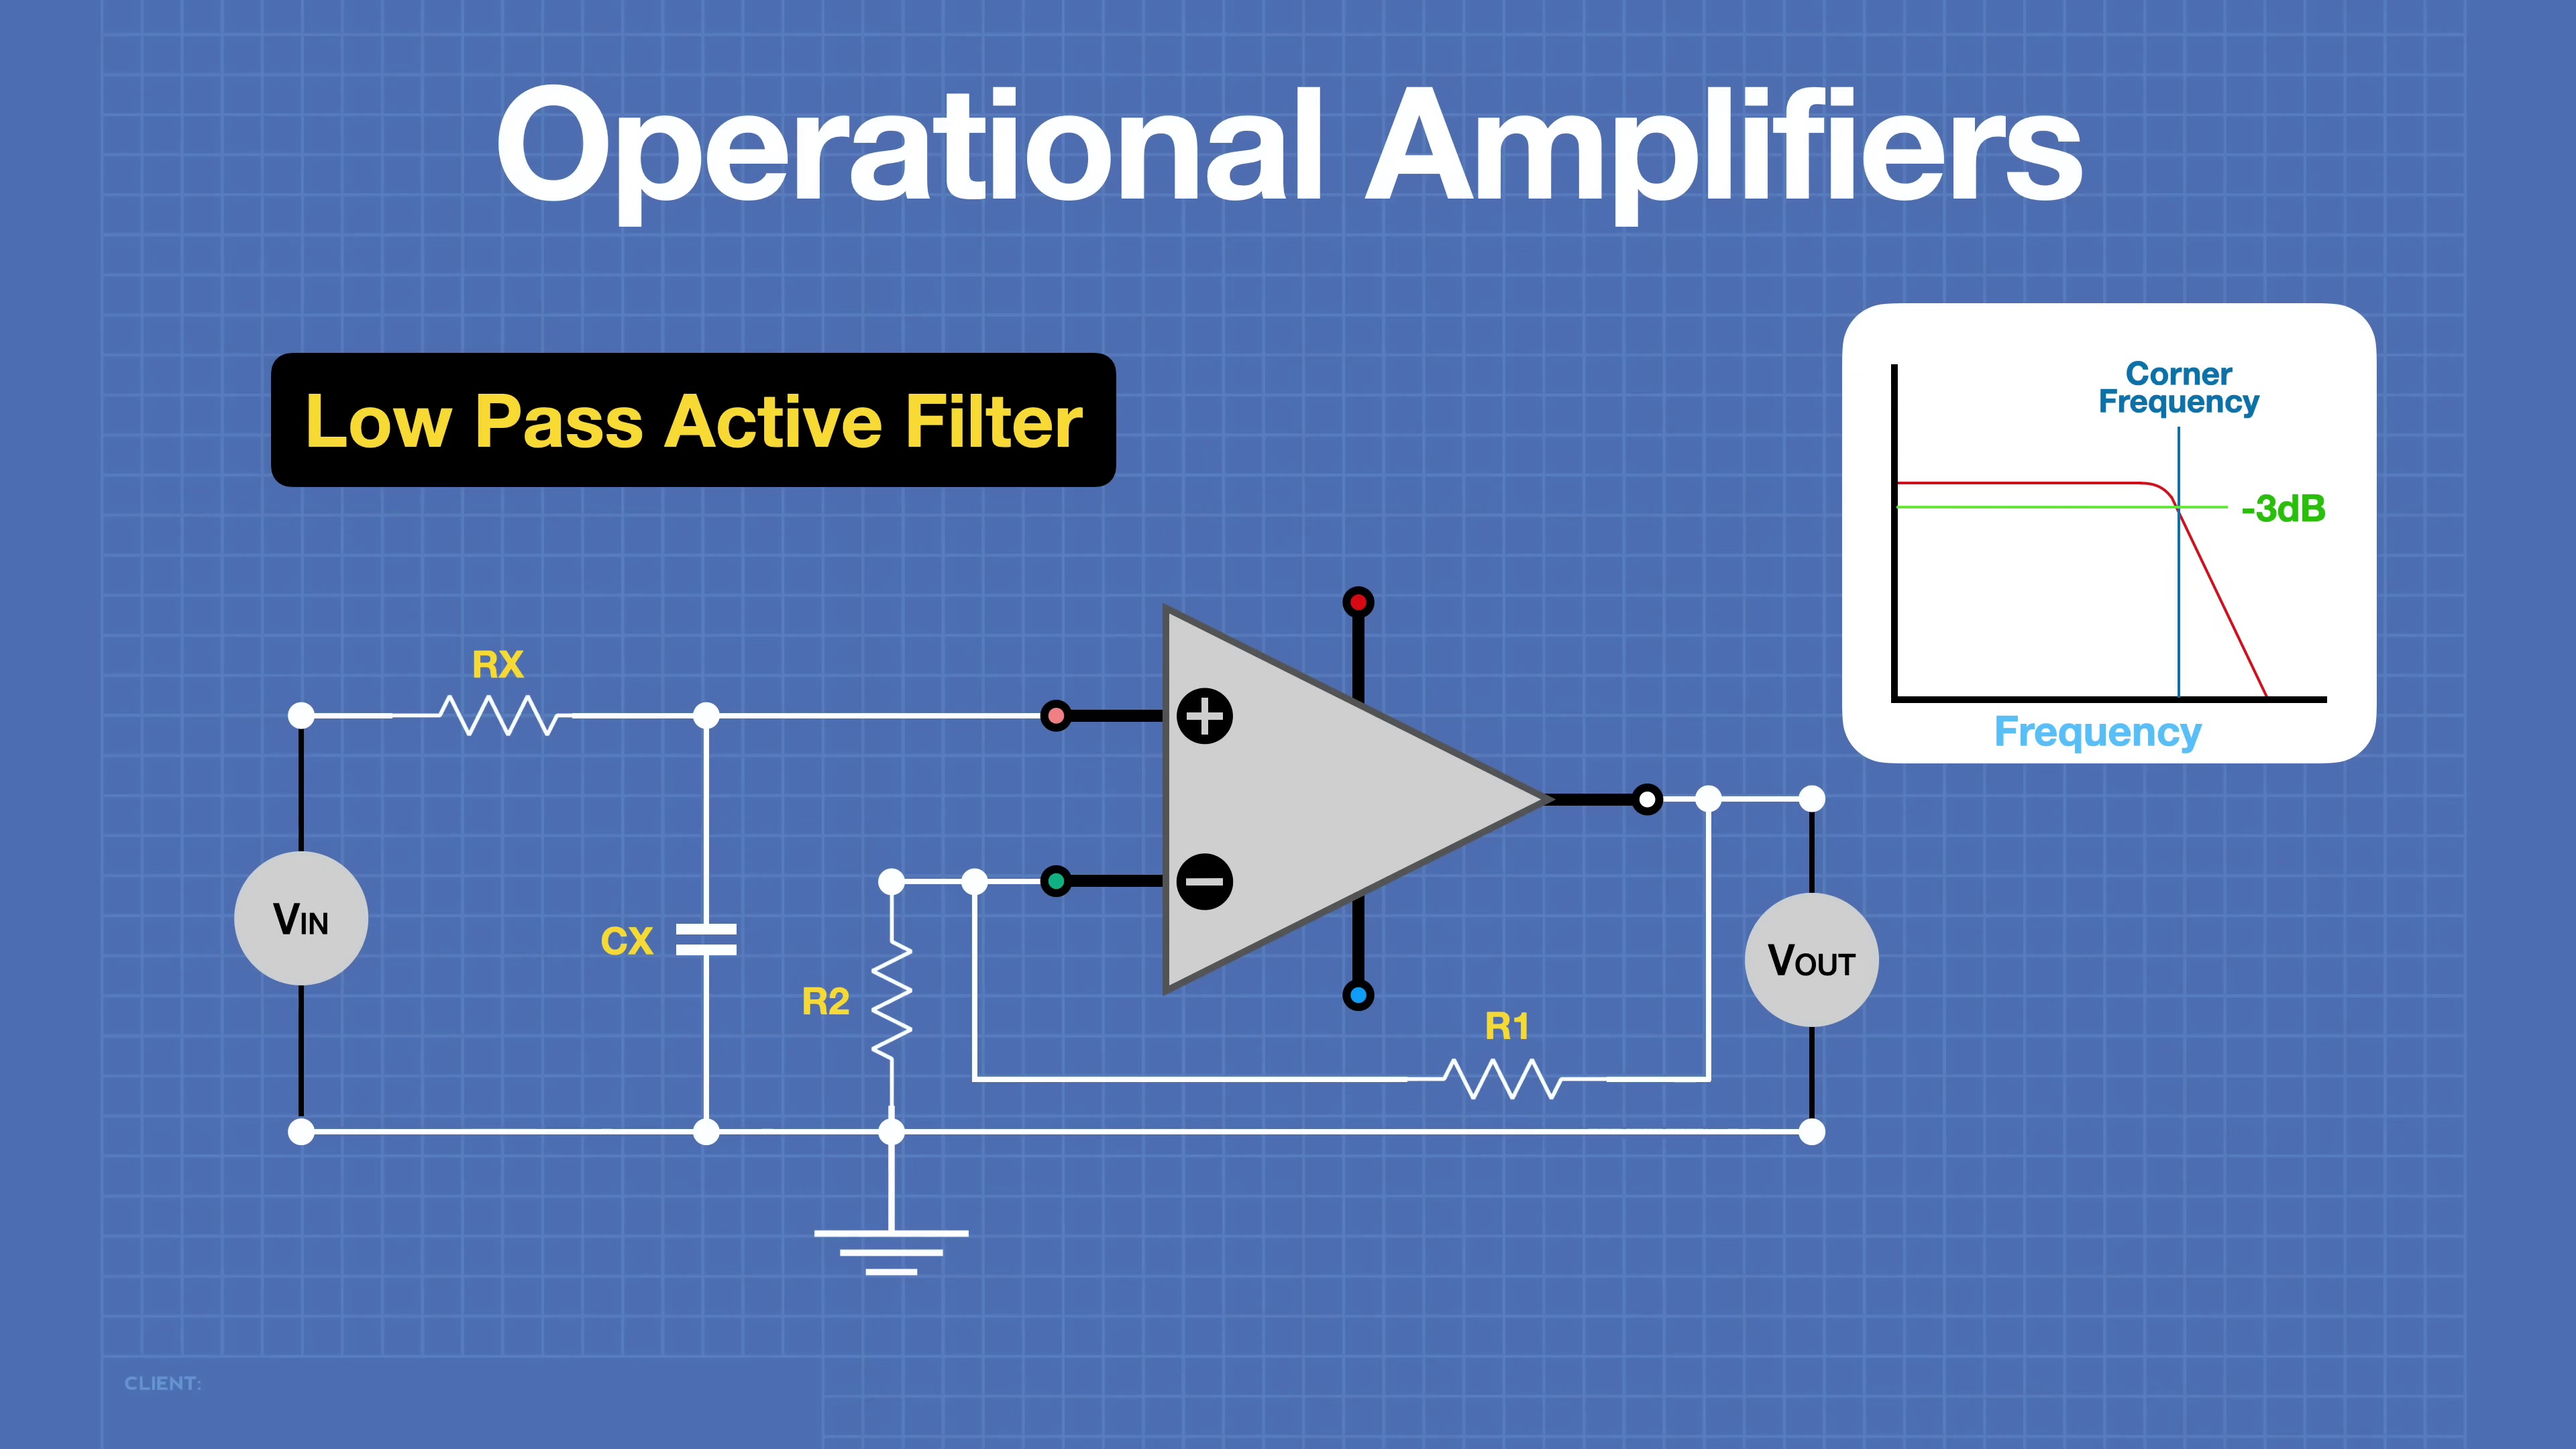 Operational Amplifiers
Low Pass Active Filter
Corner
Frequency
-3dB
Frequency
RX
+
−
VIN
CX
R2
R1
VOUT
CLIENT: